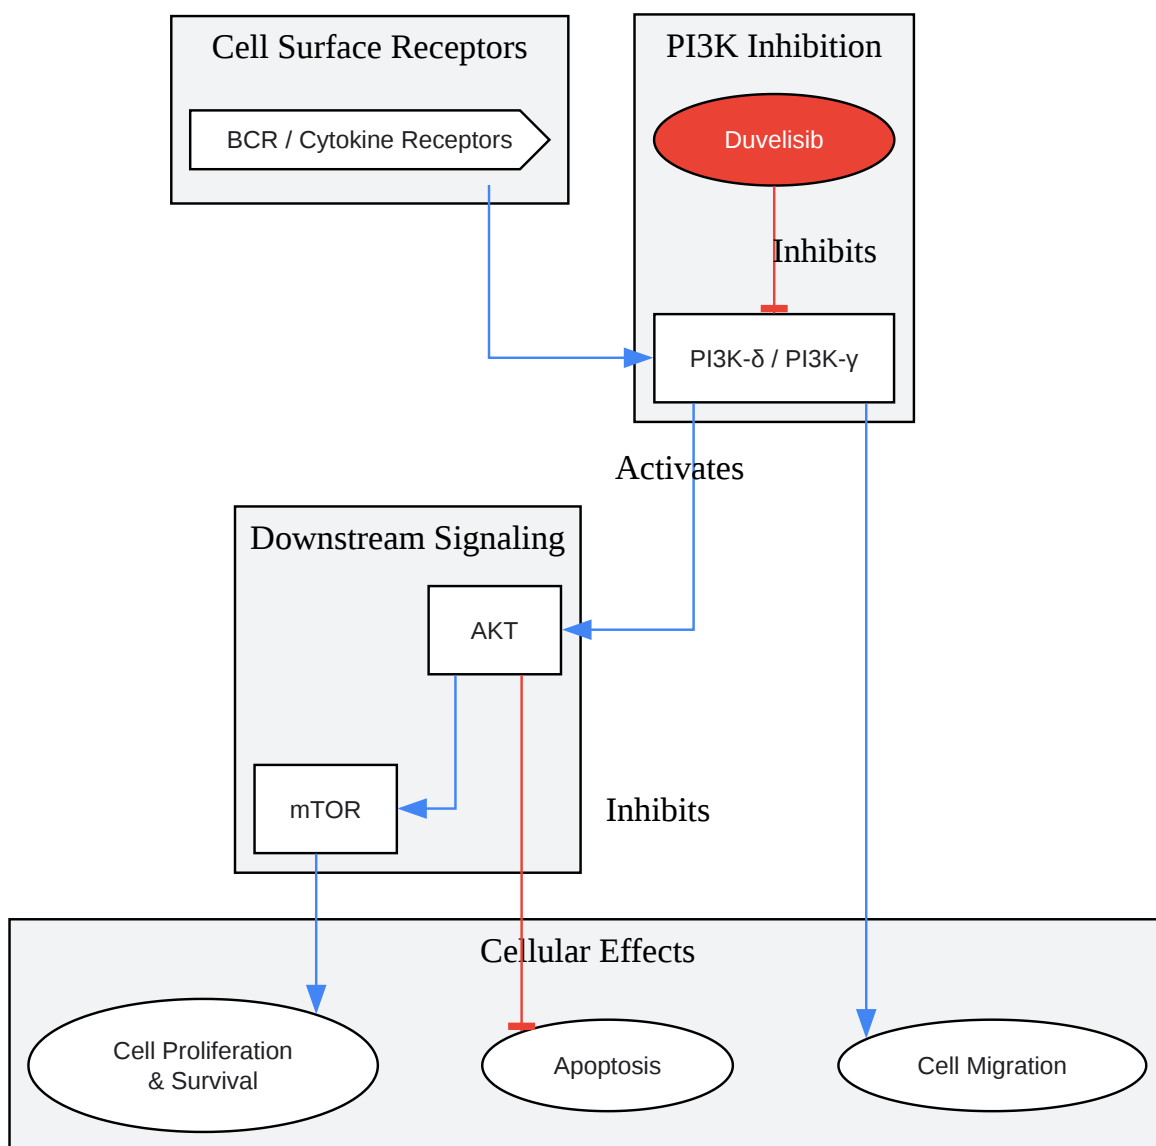 Cell Surface Receptors
PI3K Inhibition
BCR / Cytokine Receptors
Duvelisib
Inhibits
PI3K-δ / PI3K-γ
Activates
Downstream Signaling
AKT
mTOR
Inhibits
Cellular Effects
Cell Proliferation
& Survival
Apoptosis
Cell Migration